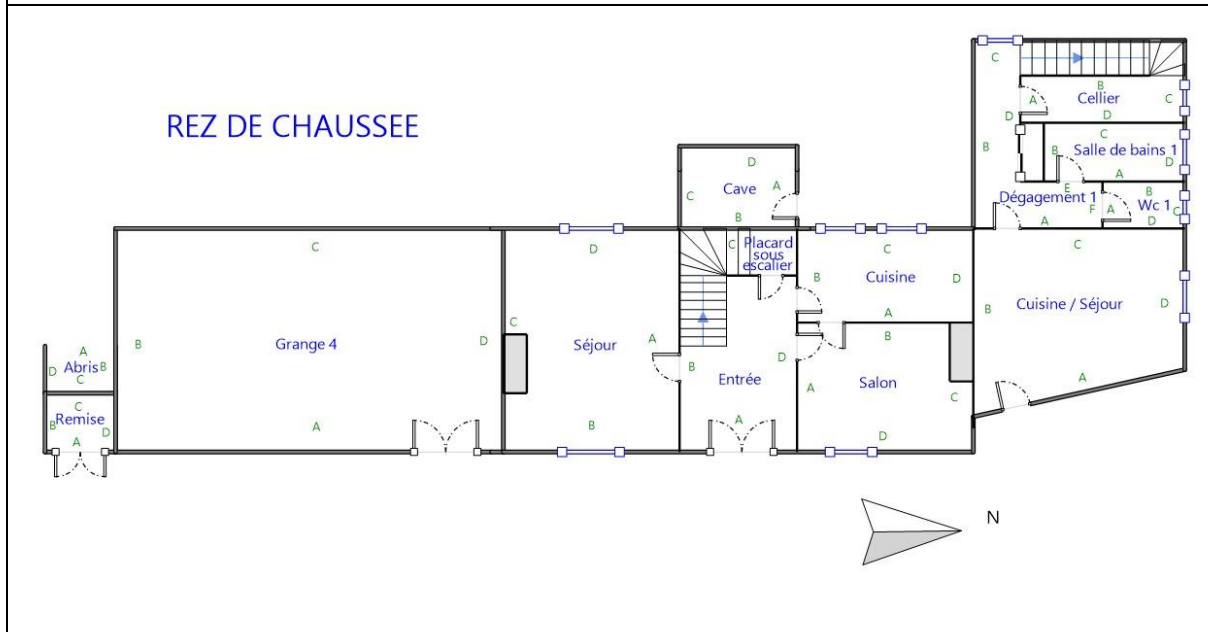 REZ DE CHAUSSEE
C
B
A Cellier C
D D
C
B B Salle de bains 1
D
A
E
Dégagement 1 B
F A Wc 1 C
A D
D
Cave A
C
B
C
D
C Placard
sous
escalier
C
C
B Cuisine D
A
B Cuisine / Séjour D
A
B Grange 4 D
A
C
Séjour A
B
B Entrée D
A
B
A Salon
C
D
A
D Abris B
C
C
Remise
B D
A
N